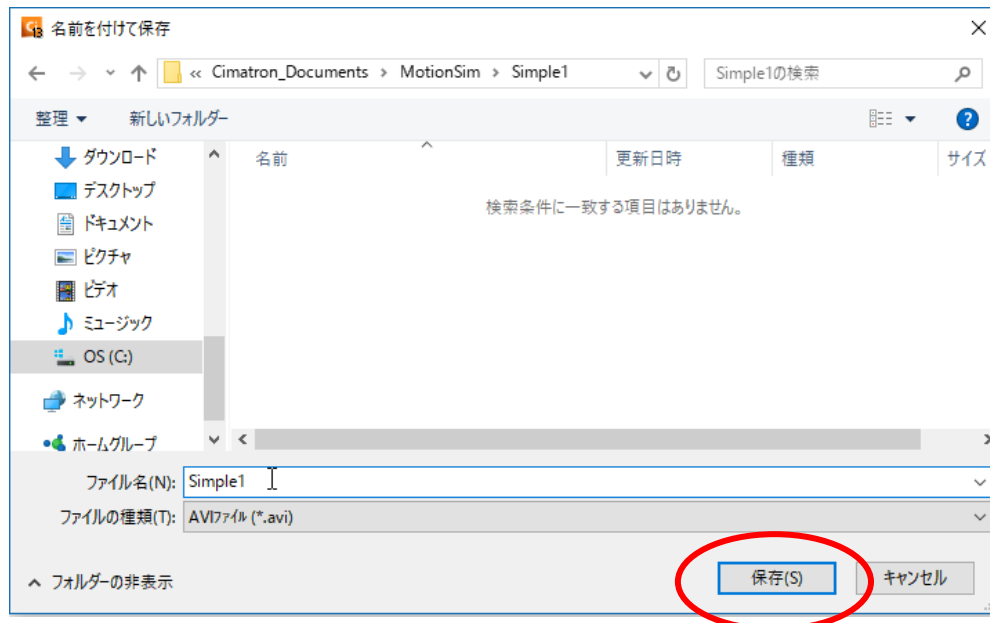 13 名前を付けて保存
« Cimatron_Documents > MotionSim > Simple1 Simple1の検索
整理 新しいフォルダー ?
名前 更新日時 種類 サイズ
検索条件に一致する項目はありません。
ダウンロード
デスクトップ
ドキュメント
ピクチャ
ビデオ
ミュージック
OS (C:)
ネットワーク
ホームグループ
ファイル名(N): Simple1
ファイルの種類(T): AVIファイル (*.avi)
フォルダーの非表示 保存(S) キャンセル